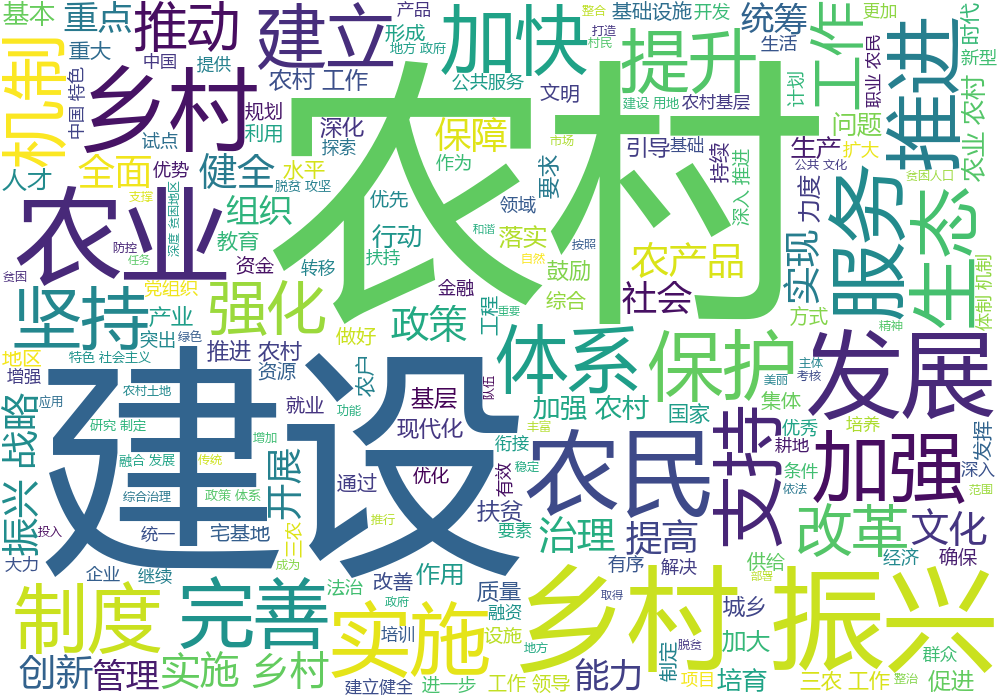 基本
重点
推动
建立
产品
形成
地方 政府
加快
整合
打造
村民
基础设施
开发
统筹
生活
更加
时代
新型
重大
中国
提供
农村 工作
公共服务
提升
工作
推进
职业 农民
计划
机制
中国 特色
乡村
规划
利用
试点
深化
探索
保障
作为
文明
建设 用地
农村基层
农村
市场
引导
基础
持续
深入 推进
要求
生产
公共 文化
问题
扩大
贫困人口
农业 农村
人才
全面
优势
健全
水平
脱贫 攻坚
支撑
深度 贫困地区
农业
组织
教育
优先
行动
扶持
领域
和谐
落实
按照
自然
鼓励
农产品
力度
实现
服务
生态
体制 机制
防控
任务
资金
转移
贫困
党组织
金融
综合
社会
方式
精神
坚持
产业
突出
绿色
强化
做好
政策
工程
重要
体系
保护
发展
主体
考核
美丽
地区
增强
特色 社会主义
推进 农村
资源
农户
基层
队伍
加强 农村
国家
集体
振兴 战略
应用
农村土地
研究 制定
就业
功能
现代化
衔接
丰富
优秀
培养
耕地
支持
加强
发挥
深入
建设
增加
融合 发展
传统
开展
通过
优化
有效
稳定
农民
条件
依法
范围
综合治理
政策 体系
扶贫
要素
治理
提高
改革
文化
投入
大力
统一
宅基地
三农
成为
推行
有序
解决
供给
部署
经济
确保
企业
继续
法治
改善
政府
作用
质量
融资
取得
乡村 振兴
制度
完善
实施
培训
设施
地方
城乡
加大
脱贫
群众
创新
管理
实施 乡村
建立健全
进一步
工作 领导
能力
制定
项目
培育
三农 工作
整治
促进